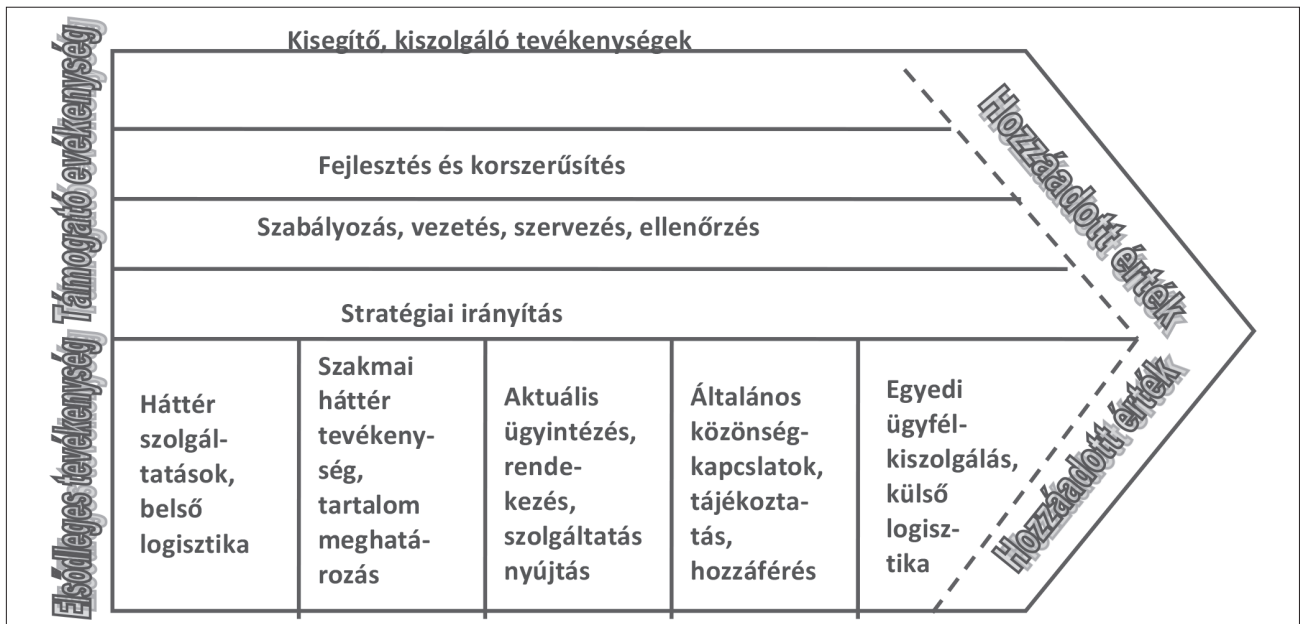 Kisegítő, kiszolgáló tevékenységek
Fejlesztés és korszerűsítés
Szabályozás, vezetés, szervezés, ellenőrzés
Stratégiai irányítás
Támogató evékenység
Elsődleges tevékenység
Háttér
szolgál-
tatások,
belső
logisztika
Szakmai
háttér
tevékeny-
ség,
tartalom
meghatá-
rozás
Aktuális
ügyintézés,
rende-
kezés,
szolgáltatás
nyújtás
Általános
közönség-
kapcslatok,
tájékozta-
tás,
hozzáférés
Egyedi
ügyfél-
kiszolgálás,
külső
logisz-
tika
Hozzáadott érték
Hozzáadott érték